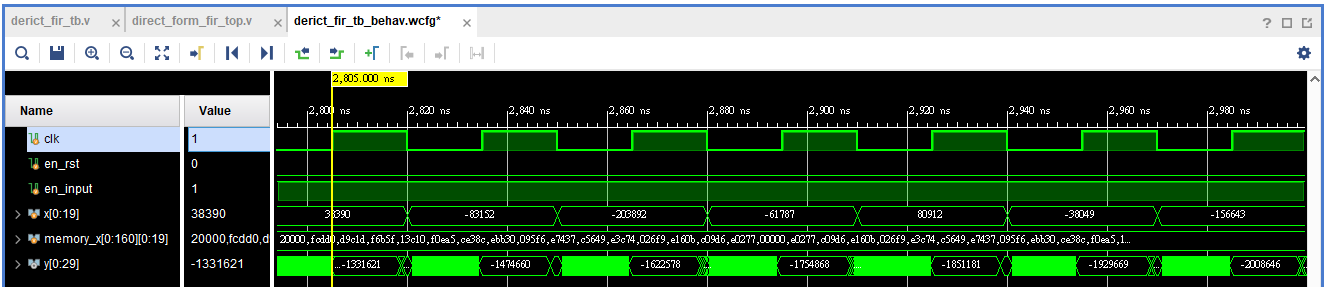 derict_fir_tb.v × direct_form_fir_top.v × derict_fir_tb_behav.wcfg* ×
2,805.000 ns
Name Value
2,800 ns 2,820 ns 2,840 ns 2,860 ns 2,880 ns 2,900 ns 2,920 ns 2,940 ns 2,960 ns 2,980 ns
clk 1
en_rst 0
en_input 1
x[0:19] 38390 38390 -83152 -203892 -61787 80912 -38049 -156643
memory_x[0:160][0:19] 20000,fcdd0,d 20000,fcdd0,d9c1d,f6b5f,13c10,f0ea5,ce38c,ebb30,095f6,e7437,c5649,e3c74,026f9,e160b,c09d6,e0277,00000,e0277,c09d6,e160b,026f9,e3c74,c5649,e7437,095f6,ebb30,ce38c,f0ea5,1...
y[0:29] -1331621 ...-1331621 -1474660 -1622578 -1754868 -1851181 -1929669 -2008646